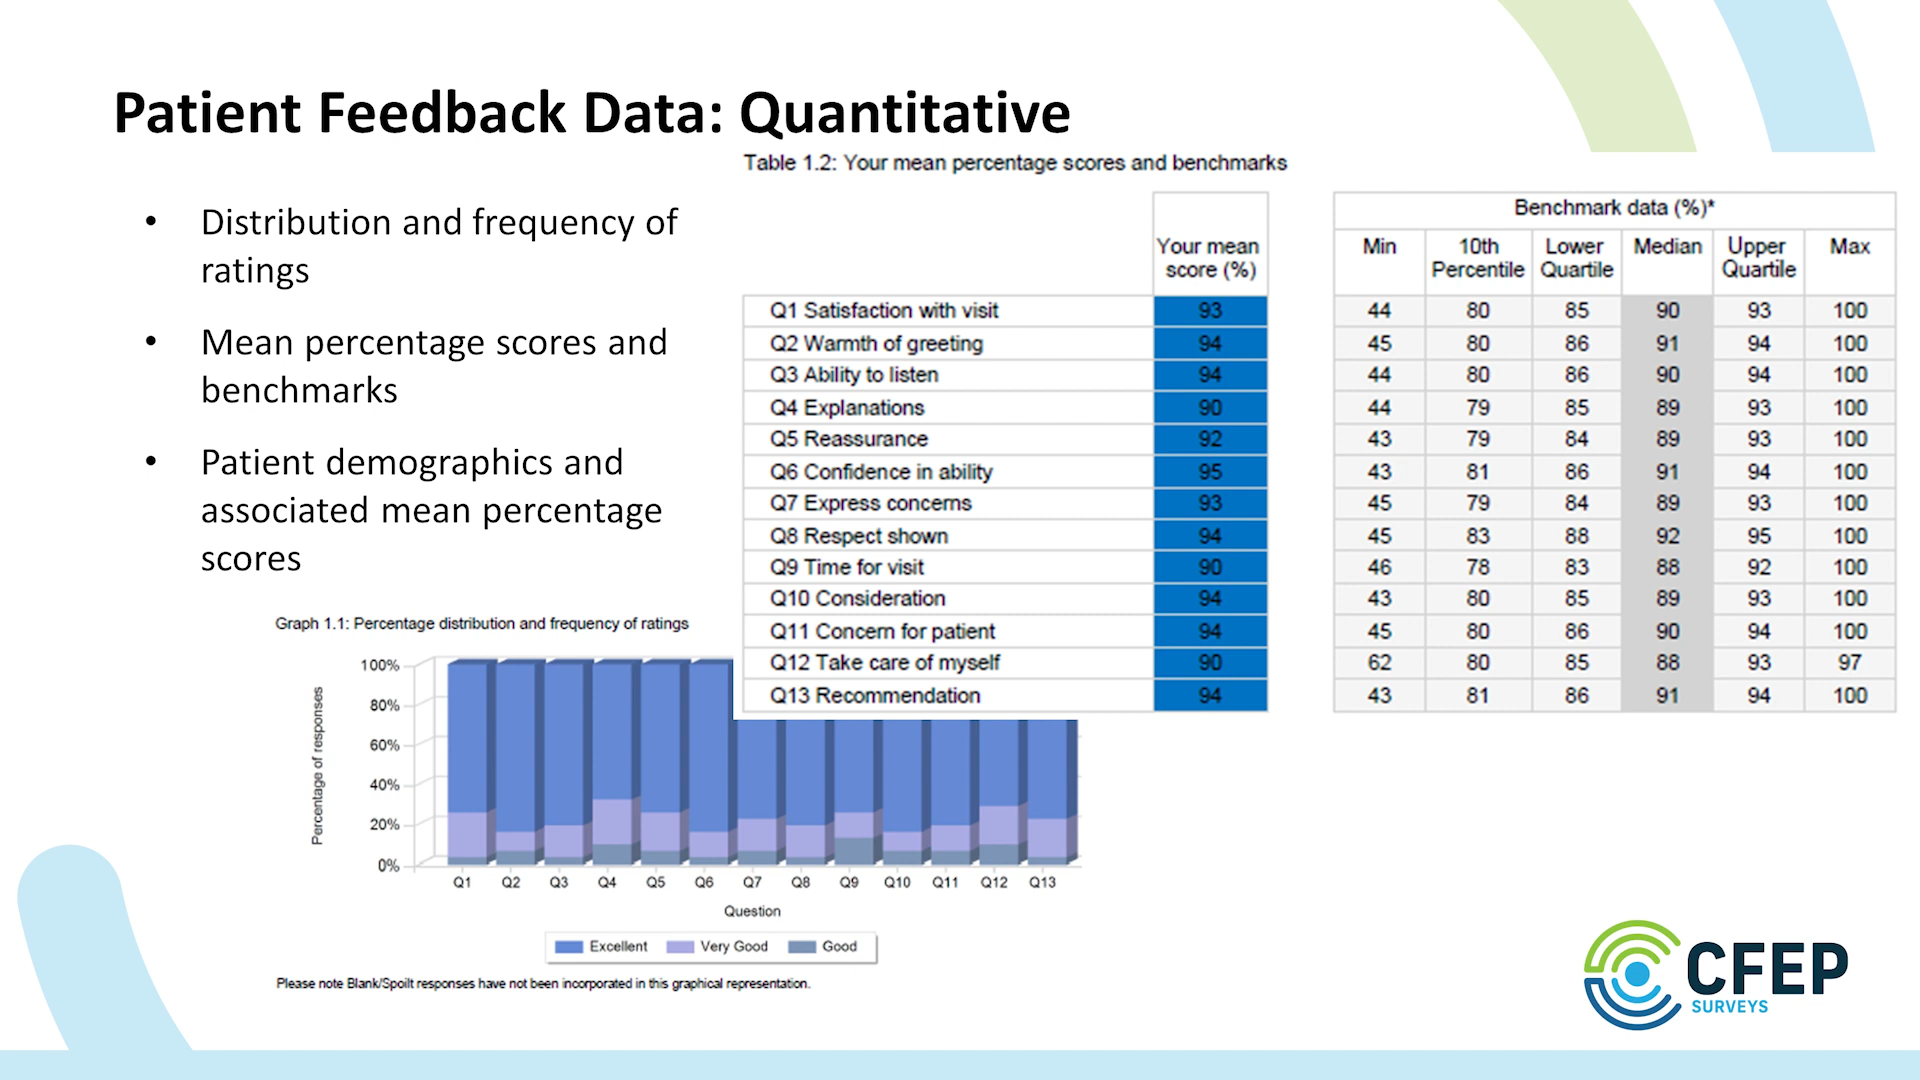 Patient Feedback Data: Quantitative
• Distribution and frequency of
ratings
• Mean percentage scores and
benchmarks
• Patient demographics and
associated mean percentage
scores
Table 1.2: Your mean percentage scores and benchmarks
Benchmark data (%)*
Your mean score (%) Min 10th Percentile Lower Quartile Median Upper Quartile Max
Q1 Satisfaction with visit 93 44 80 85 90 93 100
Q2 Warmth of greeting 94 45 80 86 91 94 100
Q3 Ability to listen 94 44 80 86 90 94 100
Q4 Explanations 90 44 79 85 89 93 100
Q5 Reassurance 92 43 79 84 89 93 100
Q6 Confidence in ability 95 43 81 86 91 94 100
Q7 Express concerns 93 45 79 84 89 93 100
Q8 Respect shown 94 45 83 88 92 95 100
Q9 Time for visit 90 46 78 83 88 92 100
Q10 Consideration 94 43 80 85 89 93 100
Q11 Concern for patient 94 45 80 86 90 94 100
Q12 Take care of myself 90 62 80 85 88 93 97
Q13 Recommendation 94 43 81 86 91 94 100
Graph 1.1: Percentage distribution and frequency of ratings
Percentage of responses
100%
80%
60%
40%
20%
0%
Q1 Q2 Q3 Q4 Q5 Q6 Q7 Q8 Q9 Q10 Q11 Q12 Q13
Question
Excellent Very Good Good
Please note Blank/Spoilt responses have not been incorporated in this graphical representation.
CFEP
SURVEYS